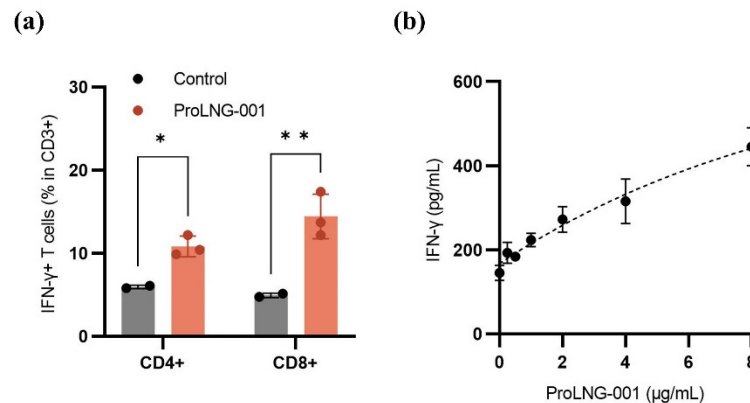 (a)
Control
ProLNG-001
30
20
10
0
IFN-γ+ T cells (% in CD3+)
*
**
CD4+
CD8+
(b)
600
400
200
0
IFN-γ (pg/mL)
0
2
4
6
8
ProLNG-001 (μg/mL)